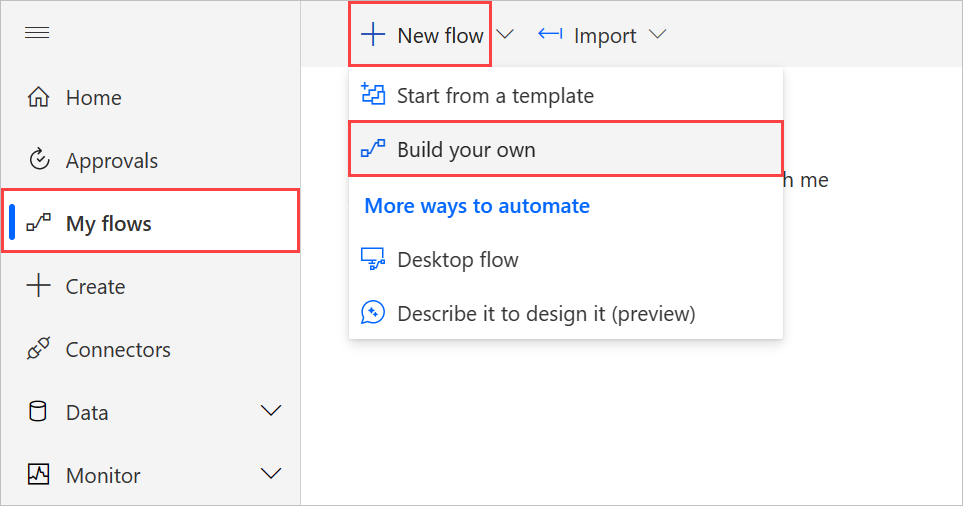 New flow
Import
Home
Approvals
My flows
Create
Connectors
Data
Monitor
Start from a template
Build your own
More ways to automate
Desktop flow
Describe it to design it (preview)
me